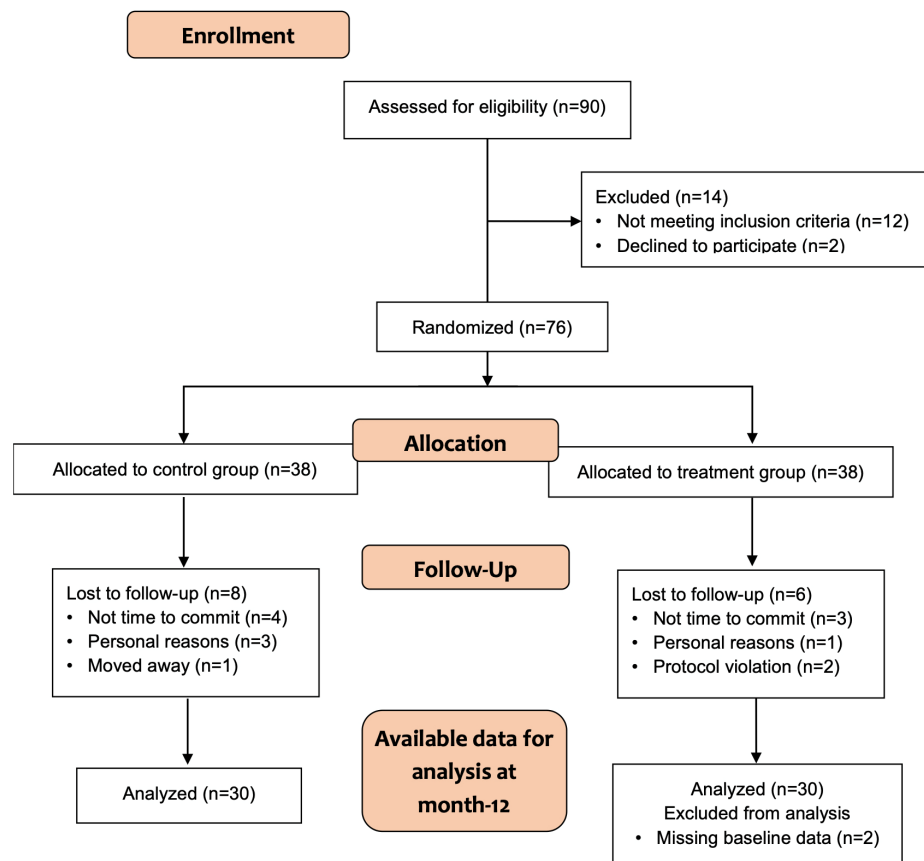 Enrollment
Assessed for eligibility (n=90)
Excluded (n=14)
• Not meeting inclusion criteria (n=12)
• Declined to participate (n=2)
Randomized (n=76)
Allocation
Allocated to control group (n=38)
Allocated to treatment group (n=38)
Follow-Up
Lost to follow-up (n=8)
• Not time to commit (n=4)
• Personal reasons (n=3)
• Moved away (n=1)
Lost to follow-up (n=6)
• Not time to commit (n=3)
• Personal reasons (n=1)
• Protocol violation (n=2)
Available data for
analysis at
month-12
Analyzed (n=30)
Analyzed (n=30)
Excluded from analysis
• Missing baseline data (n=2)